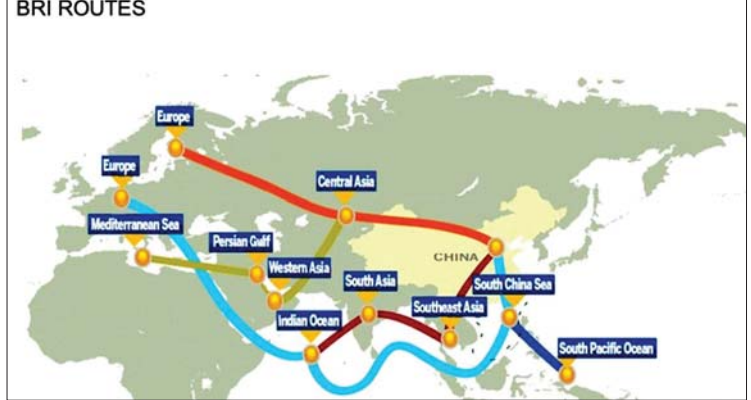 BRI ROUTES
Europe
Europe
Central Asia
Mediterranean Sea
Persian Gulf
Western Asia
CHINA
South Asia
South China Sea
Southeast Asia
Indian Ocean
South Pacific Ocean